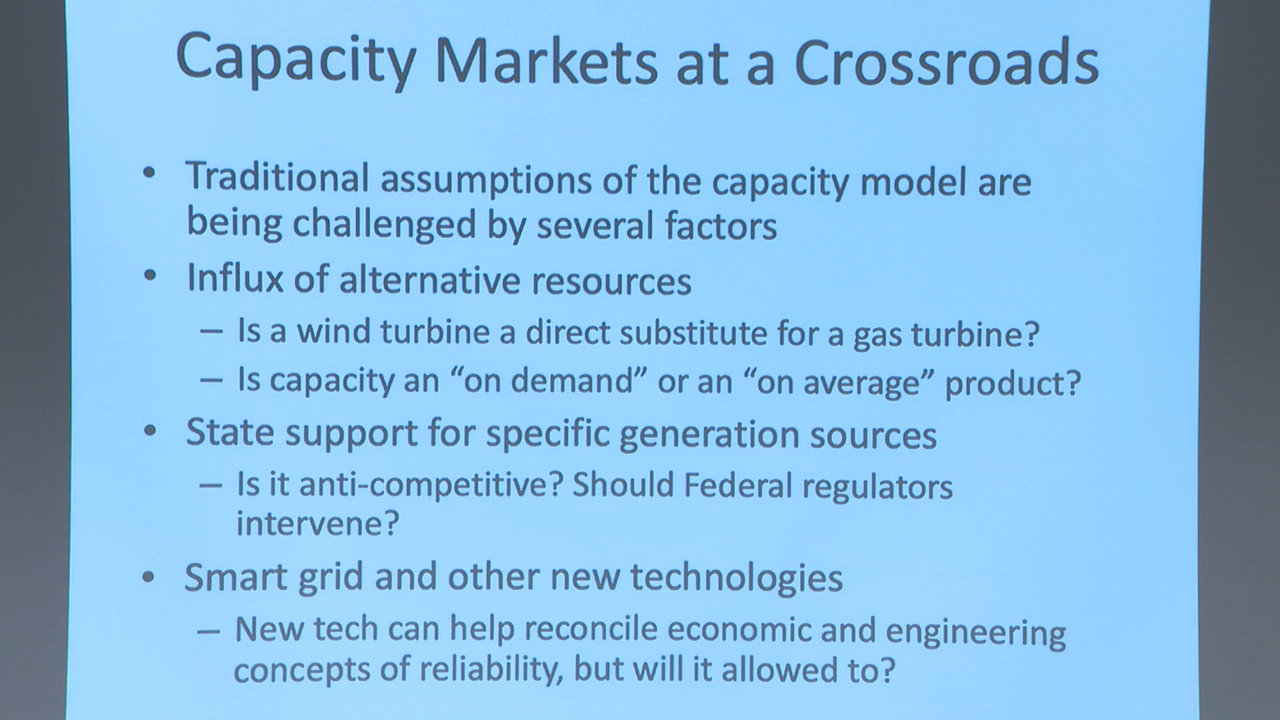 Capacity Markets at a Crossroads
• Traditional assumptions of the capacity model are
being challenged by several factors
• Influx of alternative resources
– Is a wind turbine a direct substitute for a gas turbine?
– Is capacity an “on demand” or an “on average” product?
• State support for specific generation sources
– Is it anti-competitive? Should Federal regulators
intervene?
• Smart grid and other new technologies
– New tech can help reconcile economic and engineering
concepts of reliability, but will it allowed to?